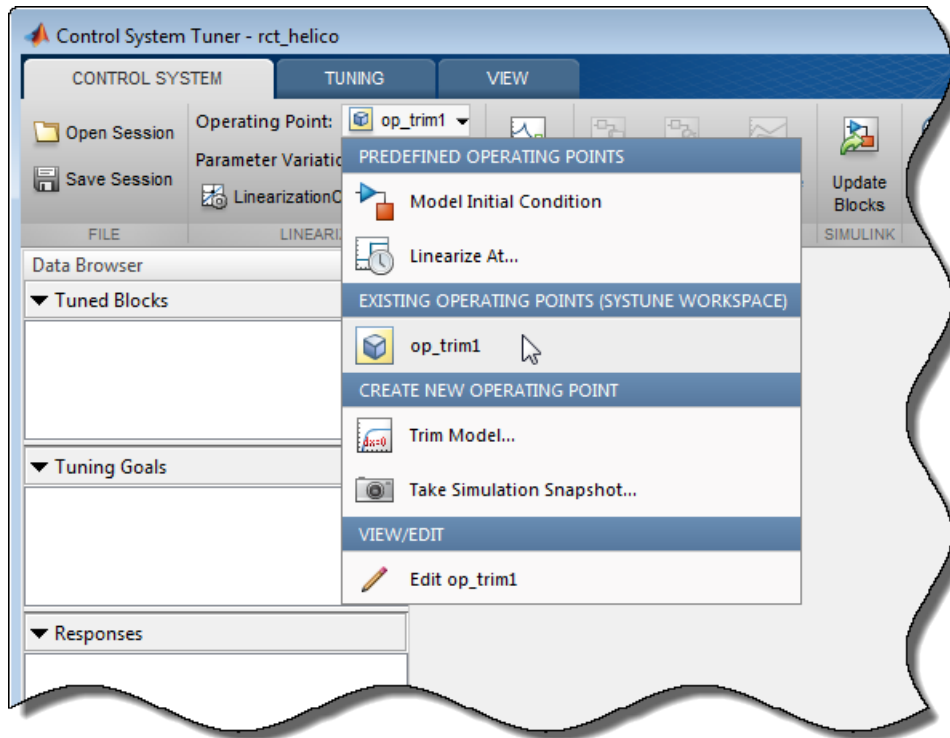 Control System Tuner - rct_helico
CONTROL SYSTEM
TUNING
VIEW
Open Session
Save Session
FILE
Operating Point:
op_trim1
Parameter
Update
Blocks
SIMULINK
PREDEFINED OPERATING POINTS
Model Initial Condition
Linearize At...
EXISTING OPERATING POINTS (SYSTUNE WORKSPACE)
op_trim1
CREATE NEW OPERATING POINT
dx=0
Trim Model...
Take Simulation Snapshot...
VIEW/EDIT
Edit op_trim1
Data Browser
Tuned Blocks
Tuning Goals
Responses